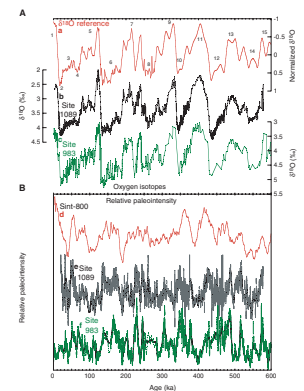 A
δ18O reference
a
1
2
3
4
5
6
7
8
9
10
11
12
13
14
15
-1
-0.5
0
0.5
1
Normalized δ18O
2
2.5
3
3.5
4
4.5
δ18O (‰)
b
Site
1089
Site
983
3.0
3.5
4
4.5
5
5.5
δ18O (‰)
Oxygen isotopes
B
Relative paleointensity
Sint-800
d
e
Site
1089
f
Site
983
Relative paleointensity
0
100
200
300
400
500
600
Age (ka)